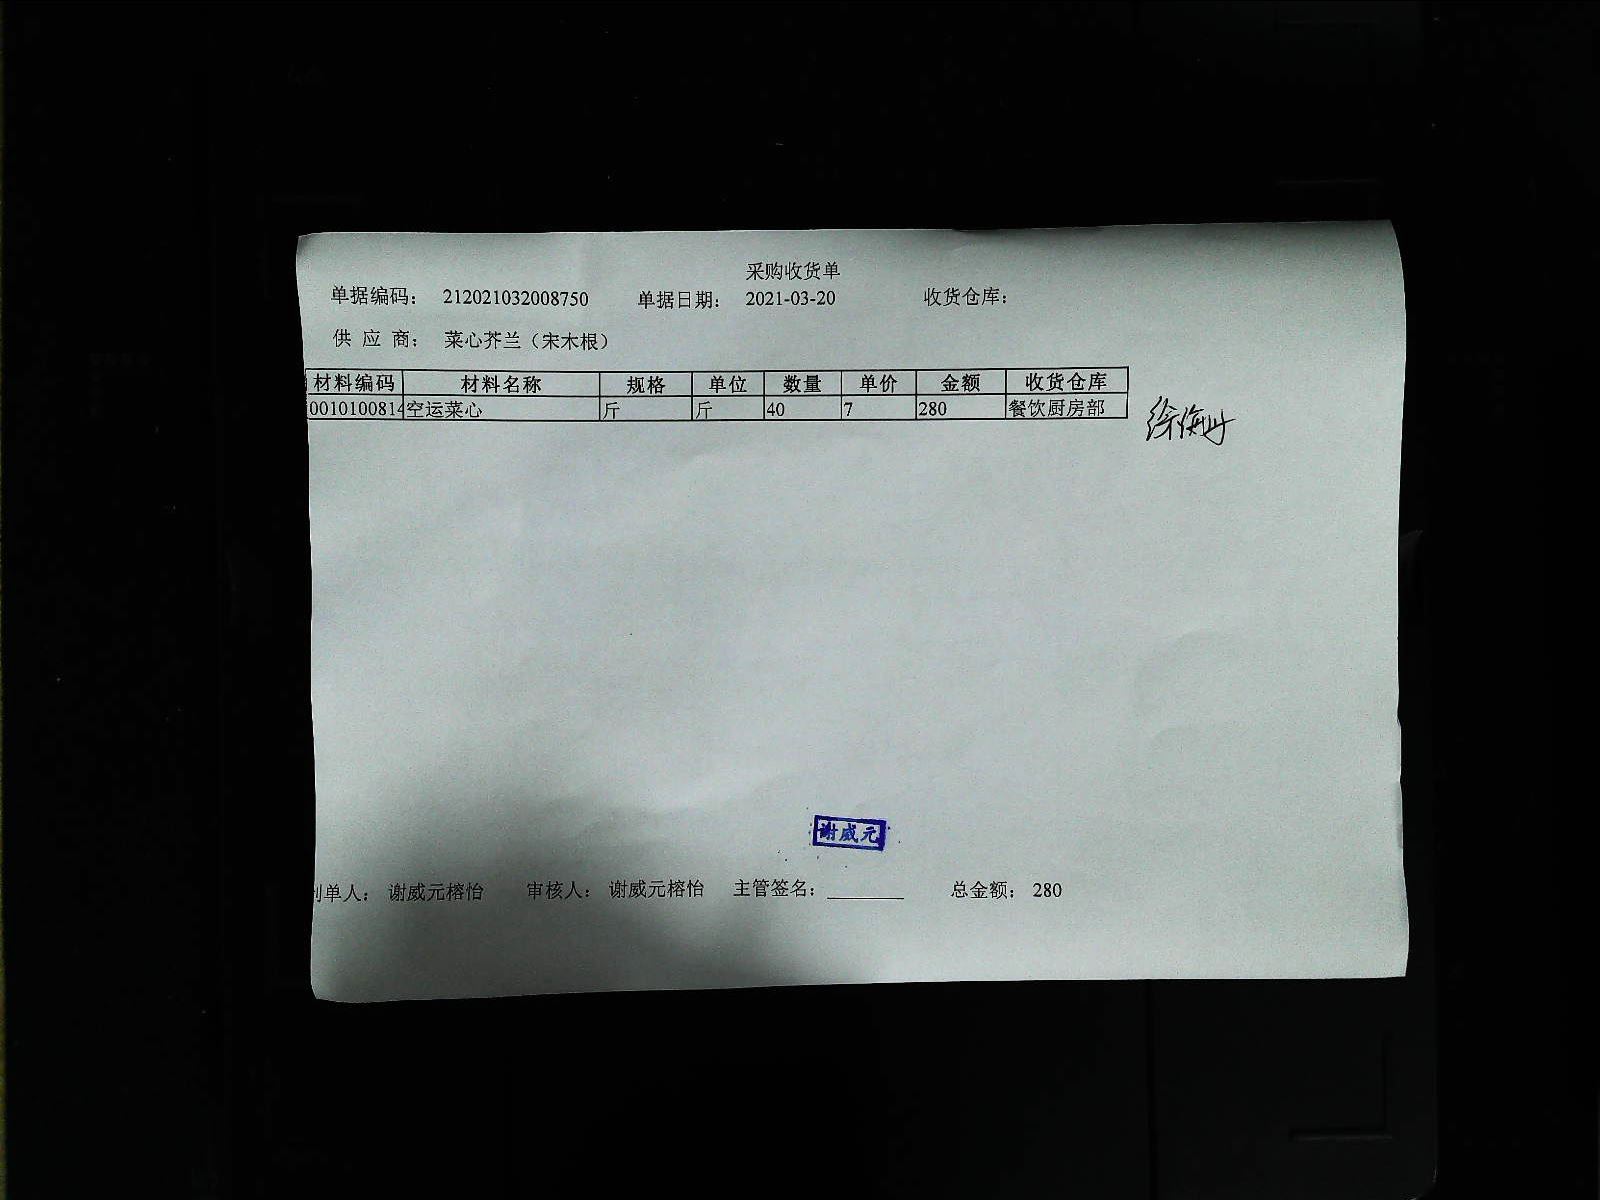 采购收货单
单据编码: 212021032008750 单据日期: 2021-03-20 收货仓库:
供 应 商: 菜心芥兰（宋木根）
材料编码 材料名称 规格 单位 数量 单价 金额 收货仓库
0010100814 空运菜心 斤 斤 40 7 280 餐饮厨房部
谢威元
制单人: 谢威元榕怡 审核人: 谢威元榕怡 主管签名: ________ 总金额: 280